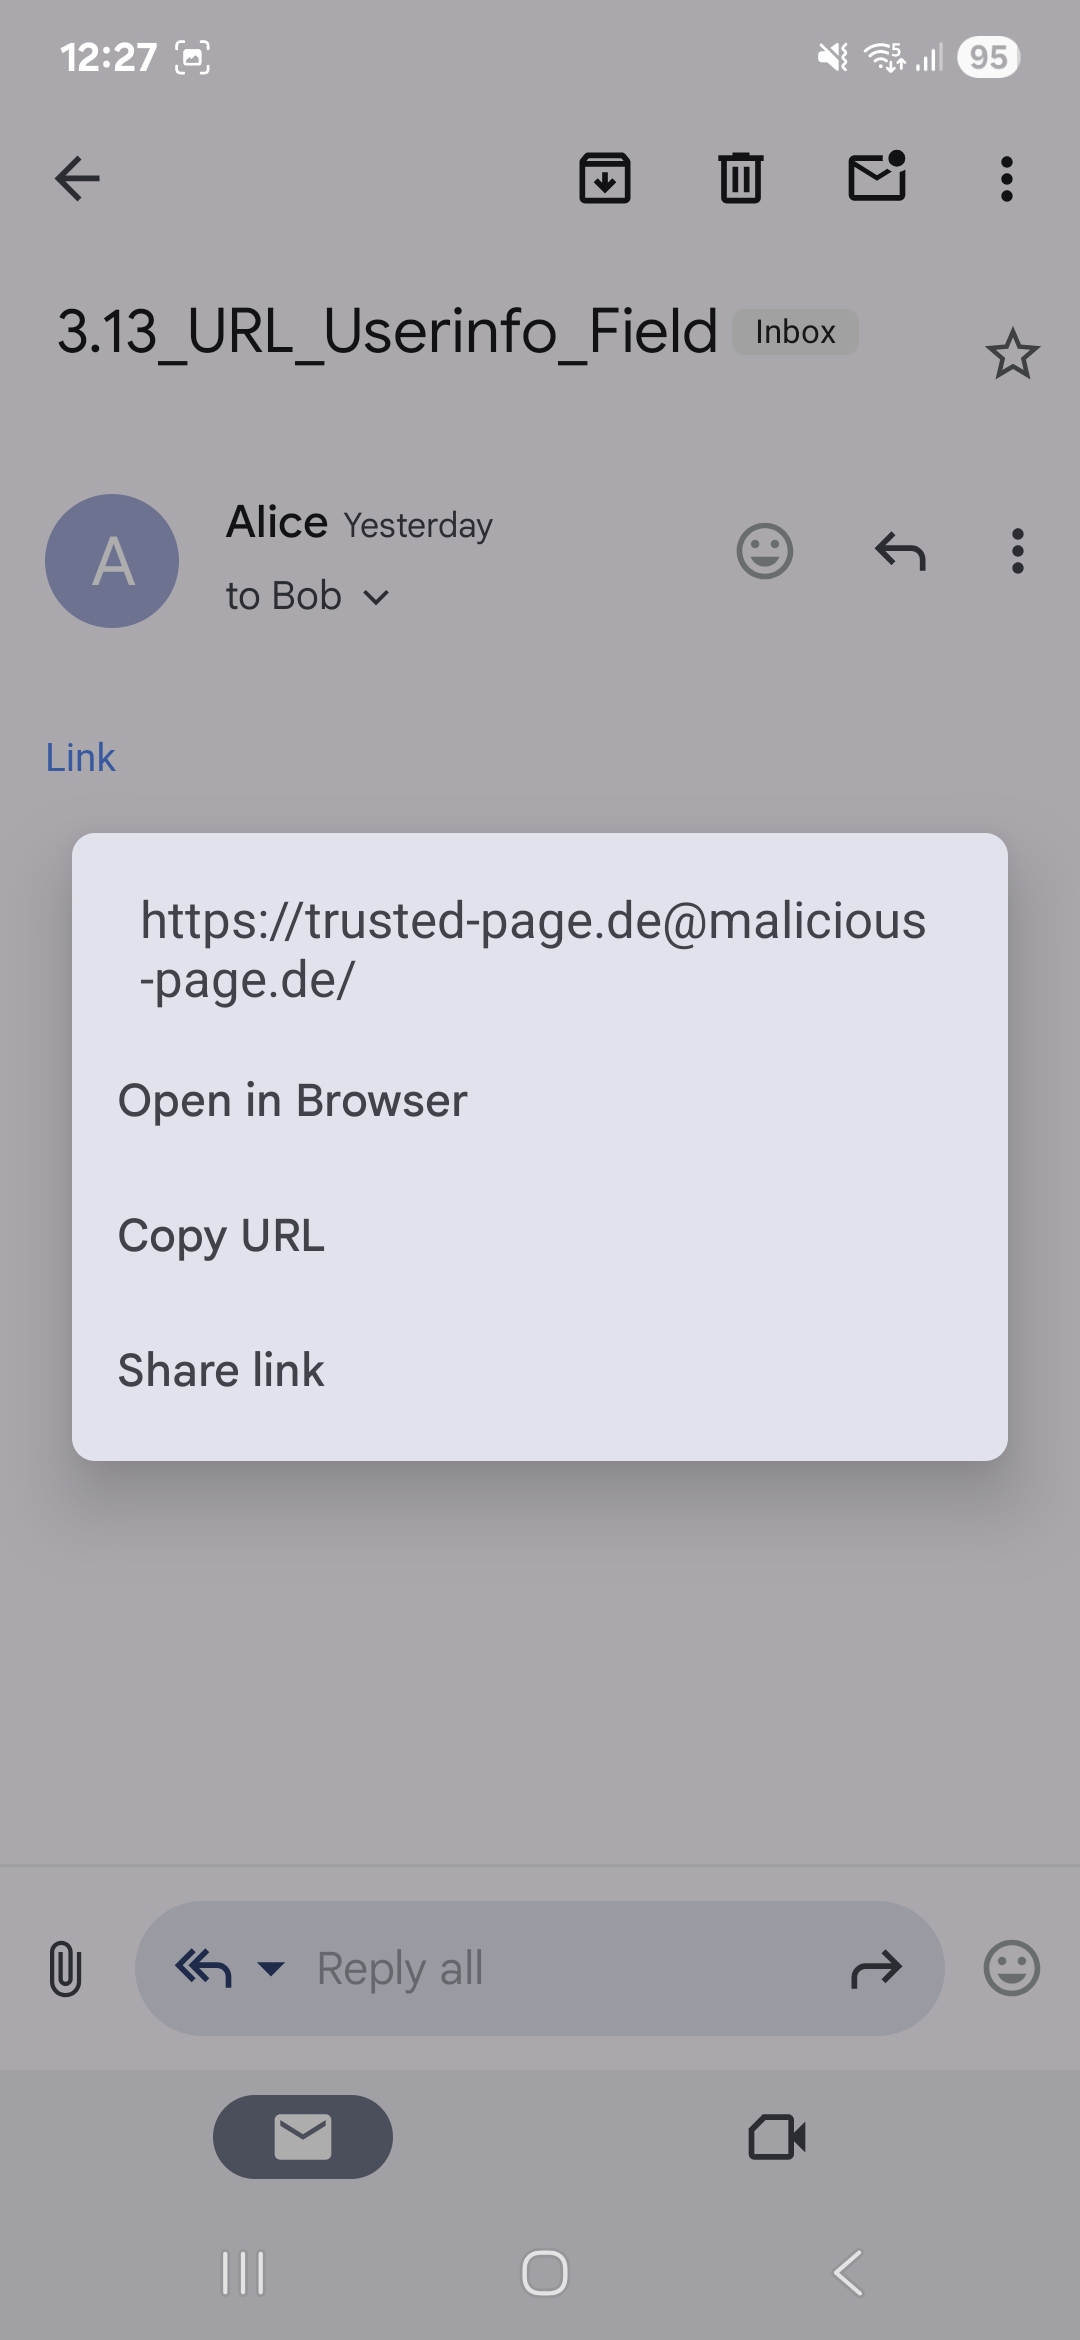 12:27
5
95
3.13_URL_Userinfo_Field Inbox
A
Alice Yesterday
to Bob
Link
https://trusted-page.de@malicious
-page.de/
Open in Browser
Copy URL
Share link
Reply all